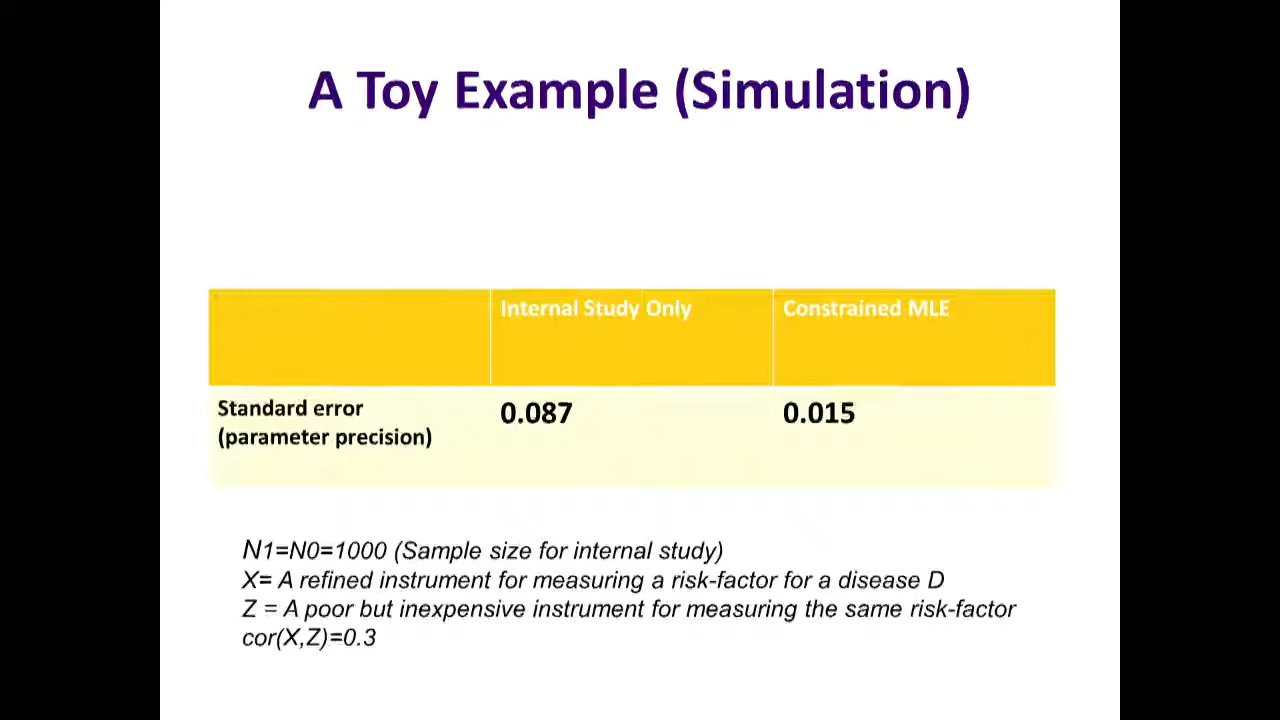 A Toy Example (Simulation)
Internal Study Only
Constrained MLE
Standard error
(parameter precision)
0.087
0.015
N1=N0=1000 (Sample size for internal study)
X= A refined instrument for measuring a risk-factor for a disease D
Z = A poor but inexpensive instrument for measuring the same risk-factor
cor(X,Z)=0.3